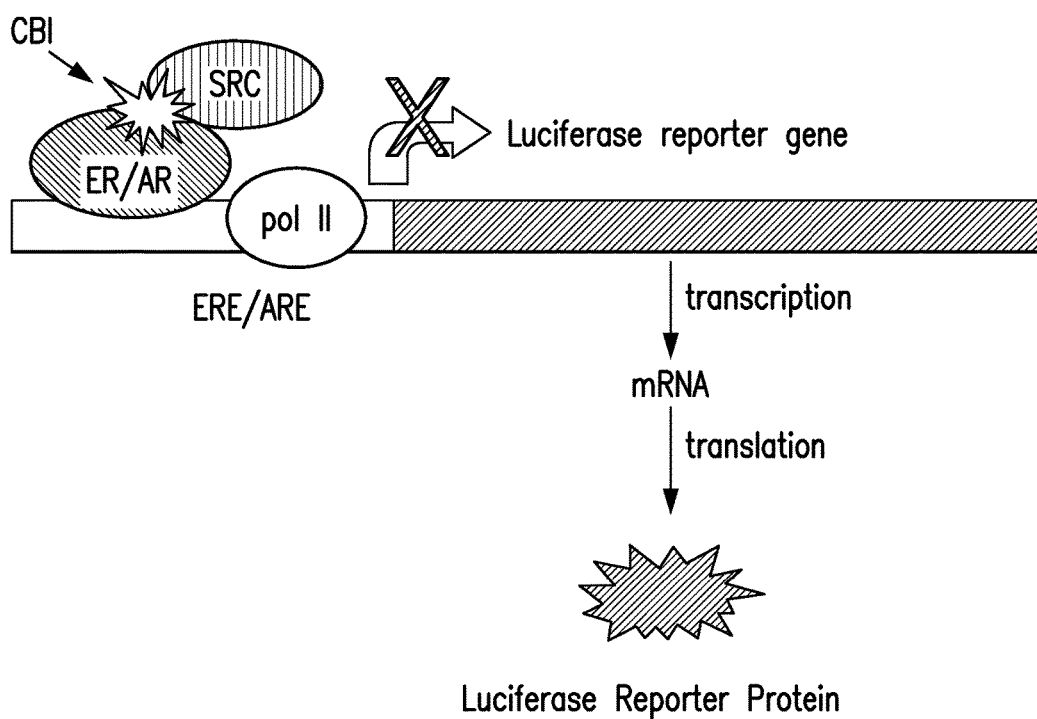 CBI
SRC
ER/AR
Luciferase reporter gene
pol II
ERE/ARE
transcription
mRNA
translation
Luciferase Reporter Protein